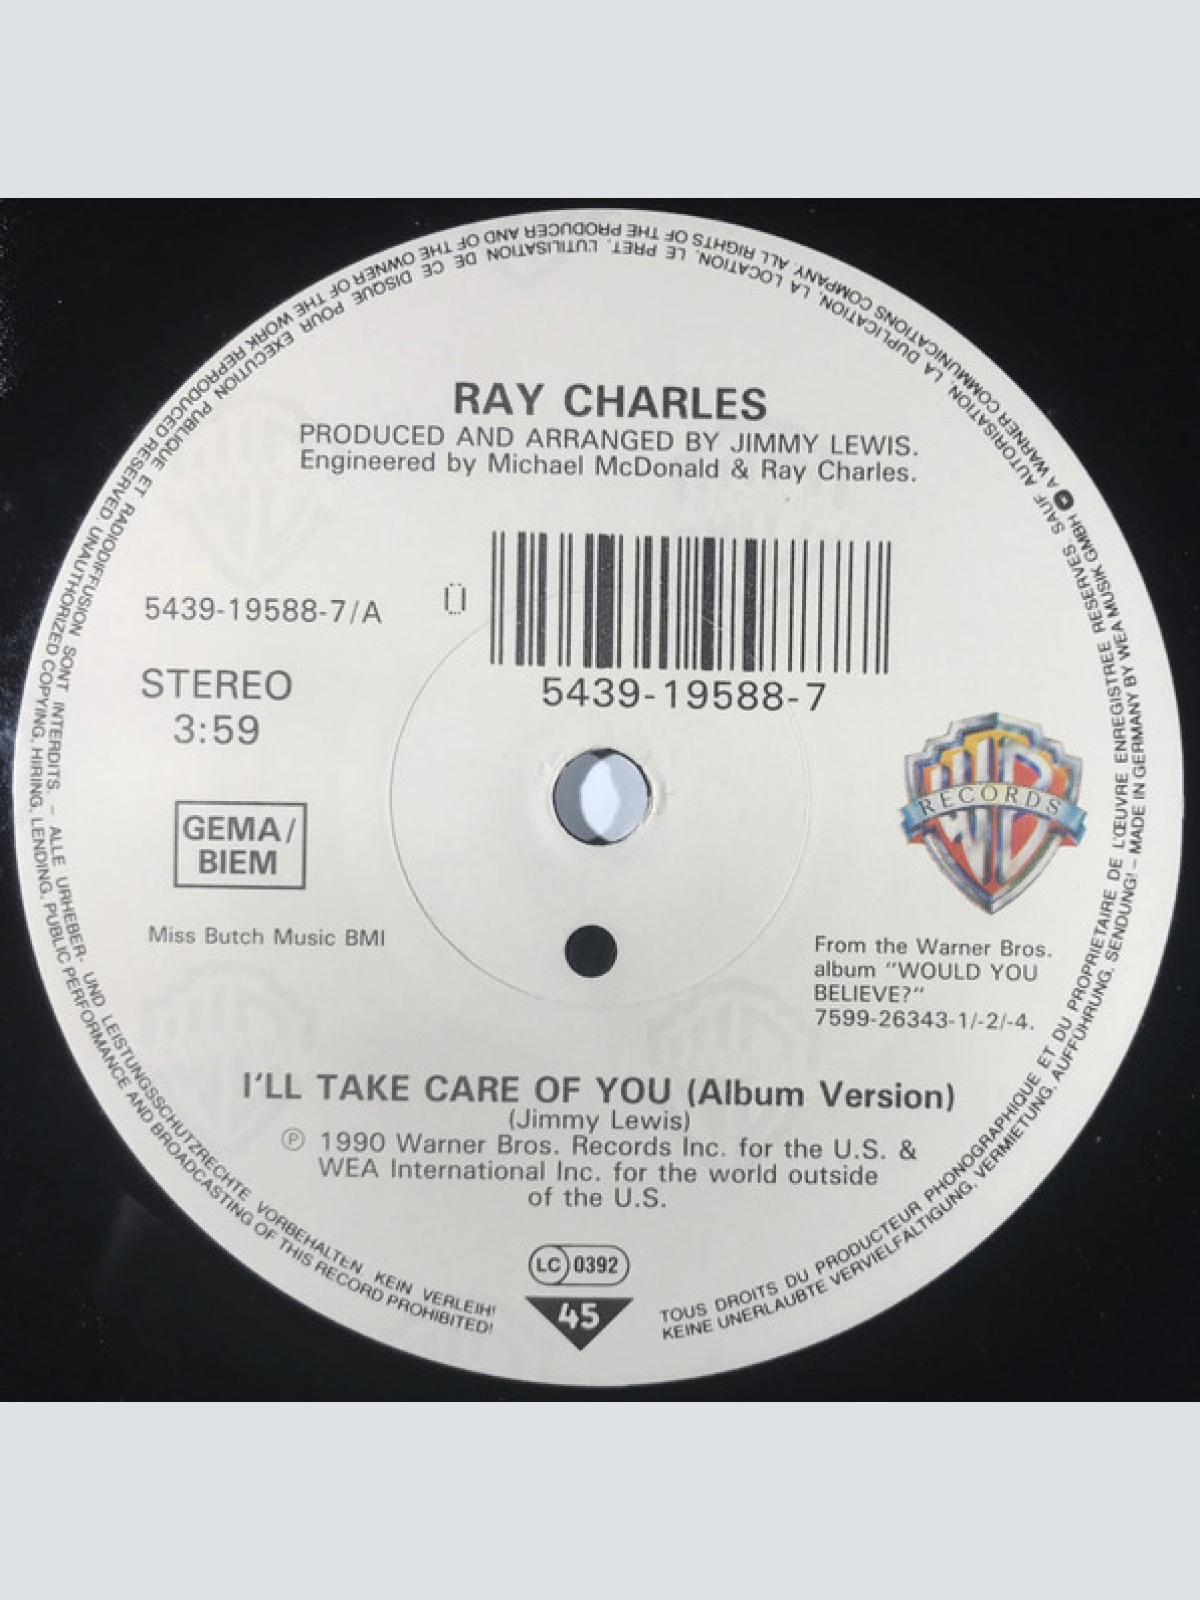 RAY CHARLES
PRODUCED AND ARRANGED BY JIMMY LEWIS.
Engineered by Michael McDonald & Ray Charles.
5439-19588-7/A
Ü
5439-19588-7
STEREO
3:59
GEMA/
BIEM
Miss Butch Music BMI
WB
RECORDS
From the Warner Bros.
album "WOULD YOU
BELIEVE?"
7599-26343-1/-2/-4.
I'LL TAKE CARE OF YOU (Album Version)
(Jimmy Lewis)
℗ 1990 Warner Bros. Records Inc. for the U.S. &
WEA International Inc. for the world outside
of the U.S.
LC 0392
45
TOUS DROITS DU PRODUCTEUR PHONOGRAPHIQUE ET DU PROPRIETAIRE DE L'ŒUVRE ENREGISTREE RESERVES. SAUF AUTORISATION, LA DUPLICATION, LA LOCATION, LE PRET, L'UTILISATION DE CE DISQUE POUR EXECUTION PUBLIQUE ET RADIODIFFUSION SONT INTERDITS. – ALLE URHEBER- UND LEISTUNGSSCHUTZRECHTE VORBEHALTEN. KEIN VERLEIH!
KEINE UNERLAUBTE VERVIELFÄLTIGUNG, VERMIETUNG, AUFFÜHRUNG, SENDUNG! – MADE IN GERMANY BY WEA MUSIK GMBH A WARNER COMMUNICATIONS COMPANY. ALL RIGHTS OF THE PRODUCER AND OF THE OWNER OF THE WORK REPRODUCED RESERVED UNAUTHORIZED COPYING, HIRING, LENDING, PUBLIC PERFORMANCE AND BROADCASTING OF THIS RECORD PROHIBITED!